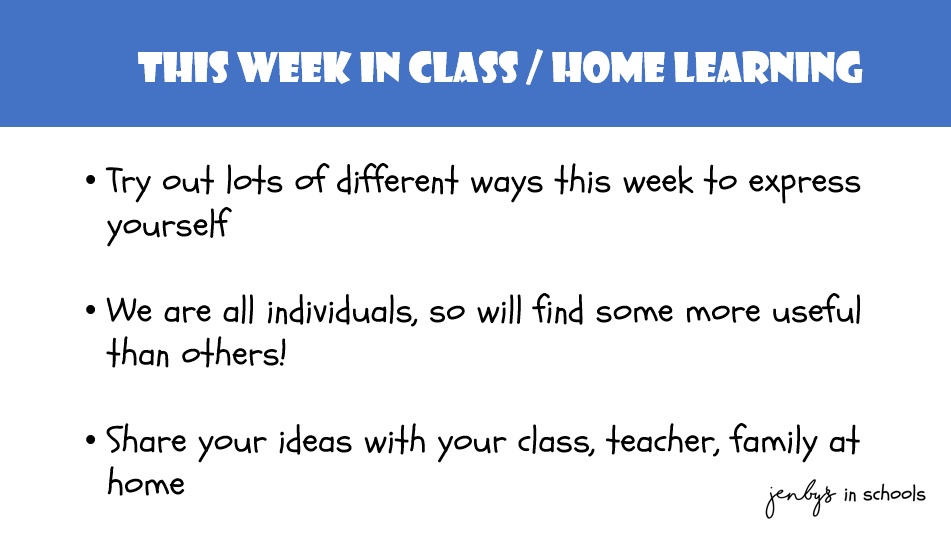 THIS WEEK IN CLASS / HOME LEARNING
• Try out lots of different ways this week to express
yourself
• We are all individuals, so will find some more useful
than others!
• Share your ideas with your class, teacher, family at
home
jenby's in schools